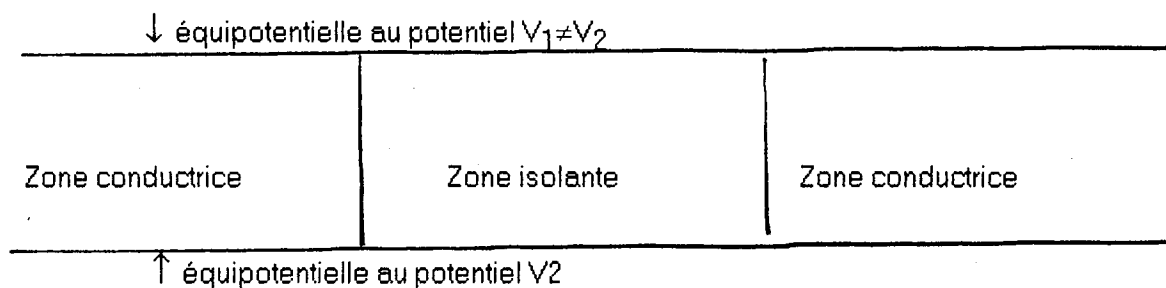 ↓ équipotentielle au potentiel V1≠V2
Zone conductrice Zone isolante Zone conductrice
↑ équipotentielle au potentiel V2